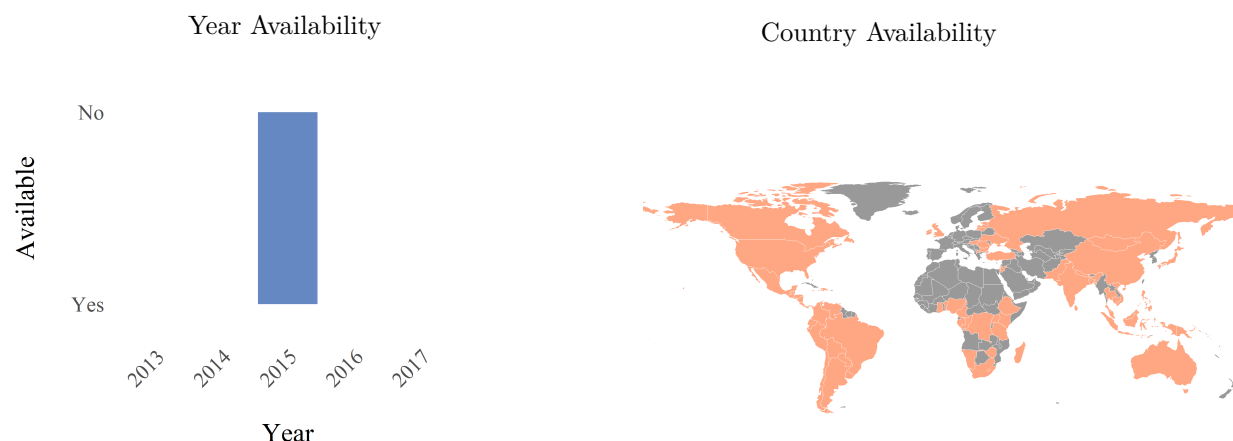 Year Availability
Country Availability
No
Available
Yes
2013
2014
2015
2016
2017
Year